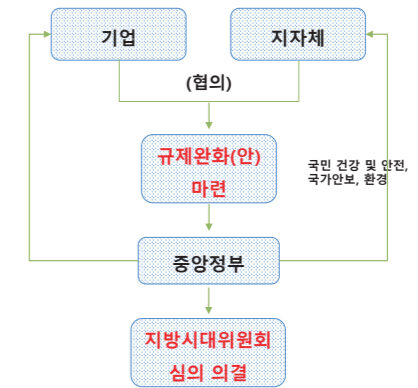 기업
지자체
(협의)
규제완화(안)
마련
국민 건강 및 안전,
국가안보, 환경
중앙정부
지방시대위원회
심의 의결